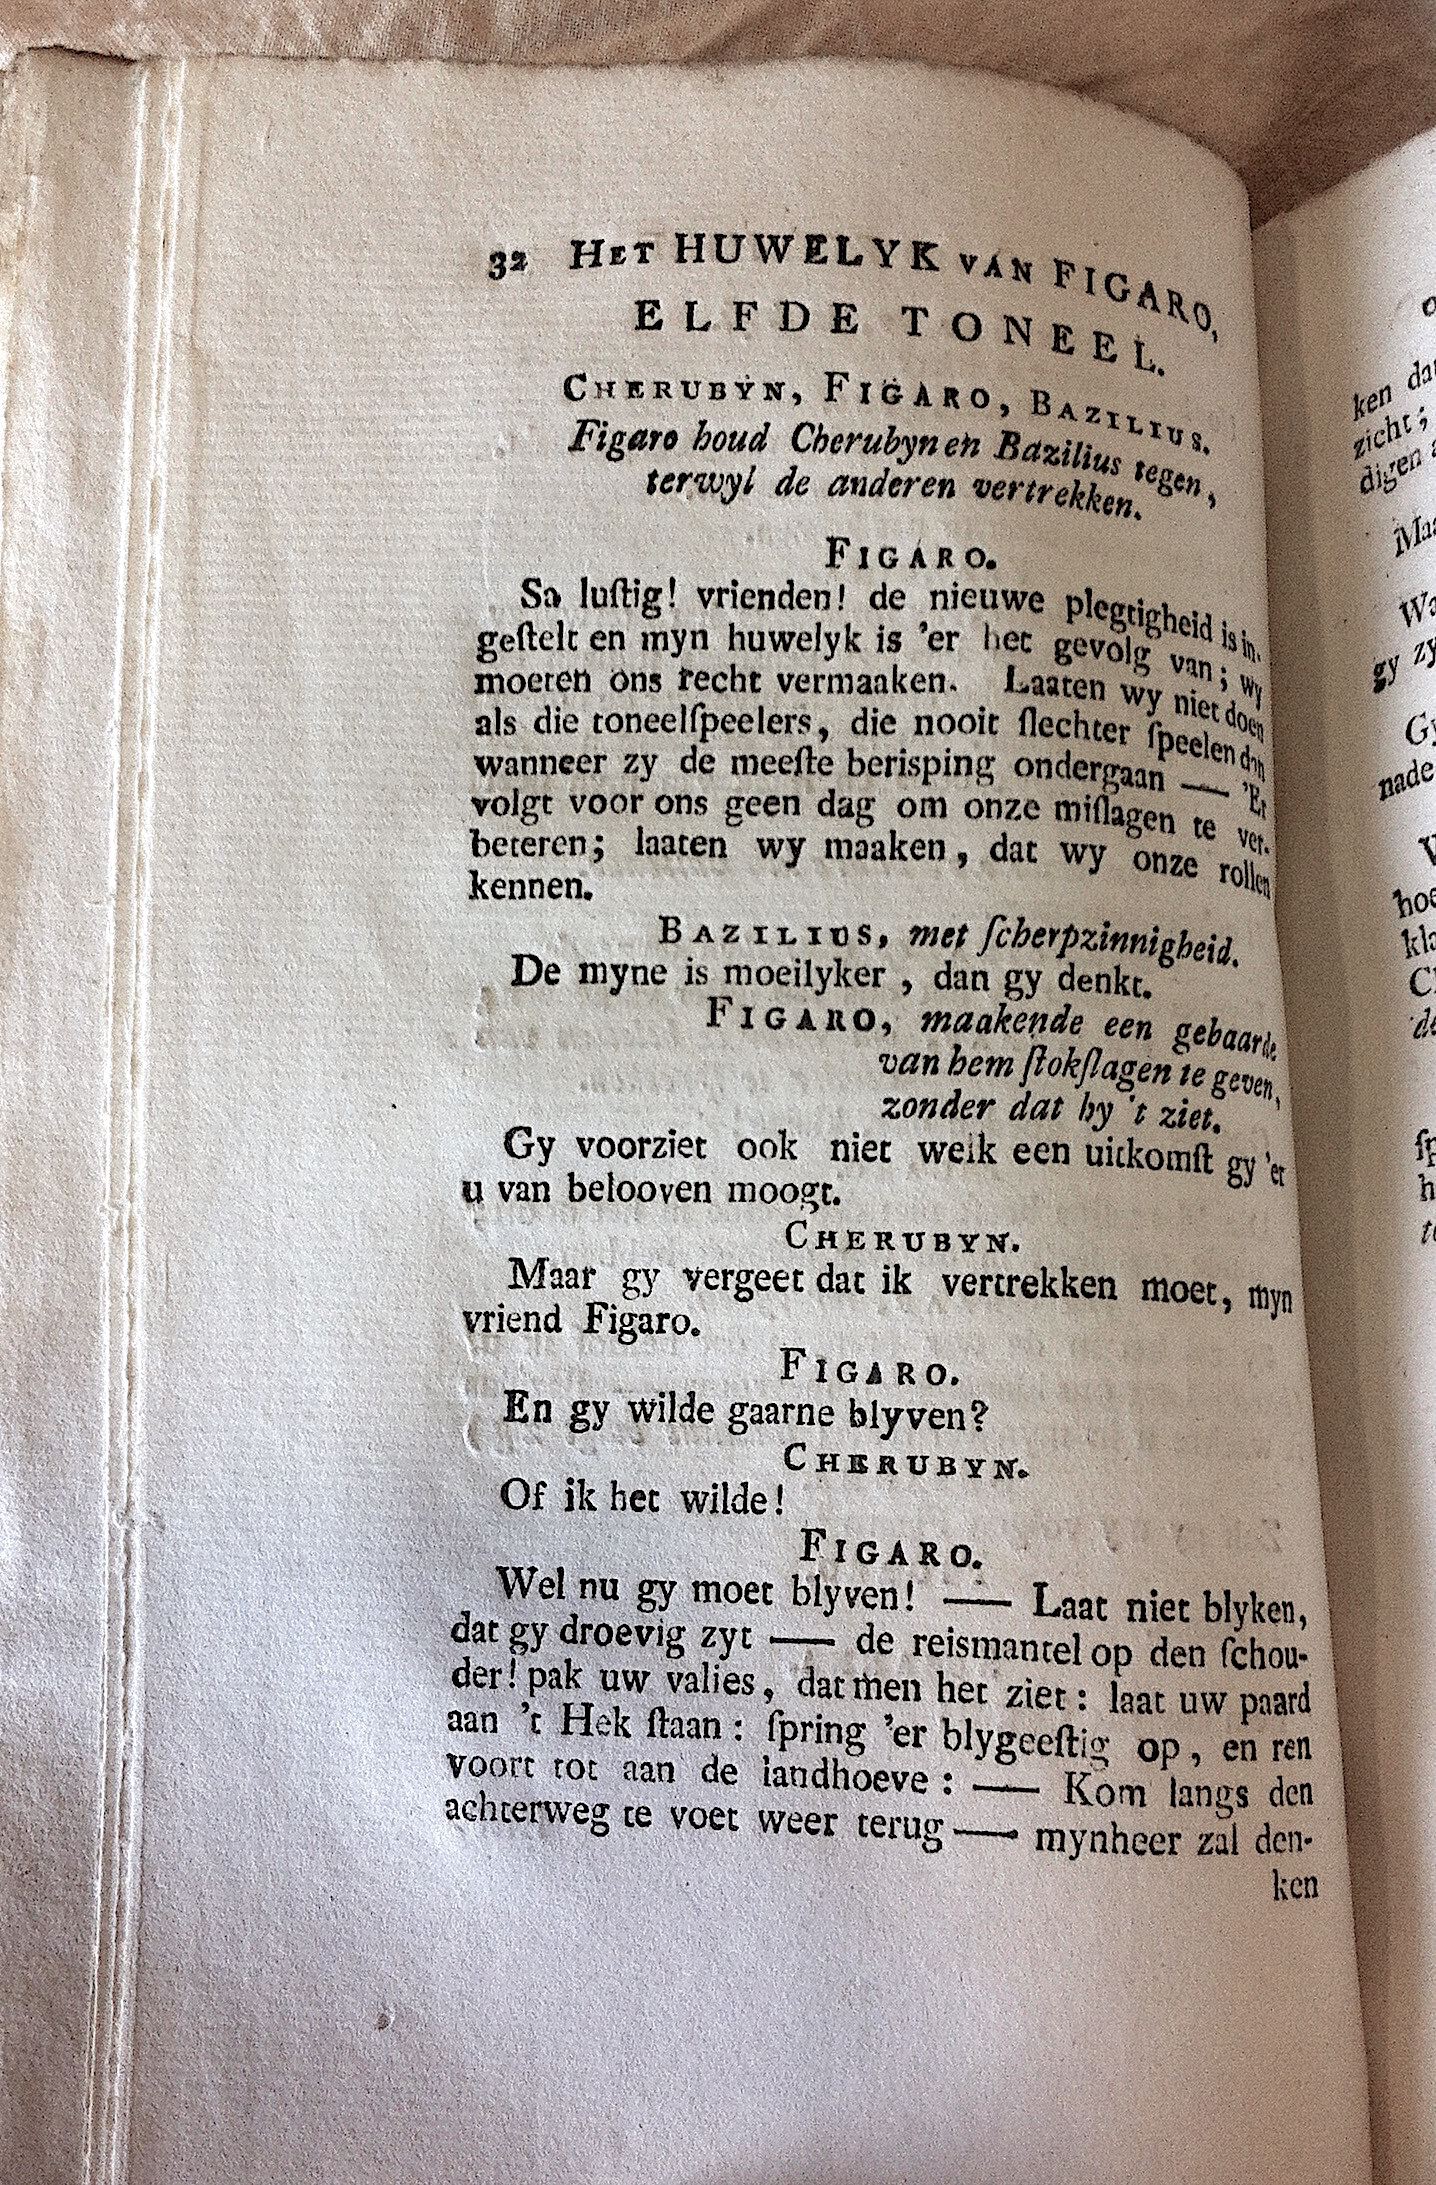 32 HET HUWELYK VAN FIGARO,
ELFDE TONEEL.
CHERUBYN, FIGARO, BAZILIUS.
Figaro houd Cherubyn en Bazilius tegen,
terwyl de anderen vertrekken.
FIGARO.
Sa luſtig! vrienden! de nieuwe plegtigheid is in-
geſtelt en myn huwelyk is 'er het gevolg van; wy
moeten ons recht vermaaken. Laaten wy niet doen
als die toneelſpeelers, die nooit ſlechter ſpeelen dan
wanneer zy de meeſte berisping ondergaan — 'Er
volgt voor ons geen dag om onze miſlagen te ver-
beteren; laaten wy maaken, dat wy onze rollen
kennen.
BAZILIUS, met ſcherpzinnigheid.
De myne is moeilyker, dan gy denkt.
FIGARO, maakende een gebaarde
van hem ſtokſlagen te geven,
zonder dat hy 't ziet.
Gy voorziet ook niet welk een uitkomſt gy 'er
u van belooven moogt.
CHERUBYN.
Maar gy vergeet dat ik vertrekken moet, myn
vriend Figaro.
FIGARO.
En gy wilde gaarne blyven?
CHERUBYN.
Of ik het wilde!
FIGARO.
Wel nu gy moet blyven! — Laat niet blyken,
dat gy droevig zyt — de reismantel op den ſchou-
der! pak uw valies, dat men het ziet: laat uw paard
aan 't Hek ſtaan: ſpring 'er blygeeſtig op, en ren
voort tot aan de landhoeve: — Kom langs den
achterweg te voet weer terug — mynheer zal den-
ken
ken
zicht;
digen
gy zy
nade